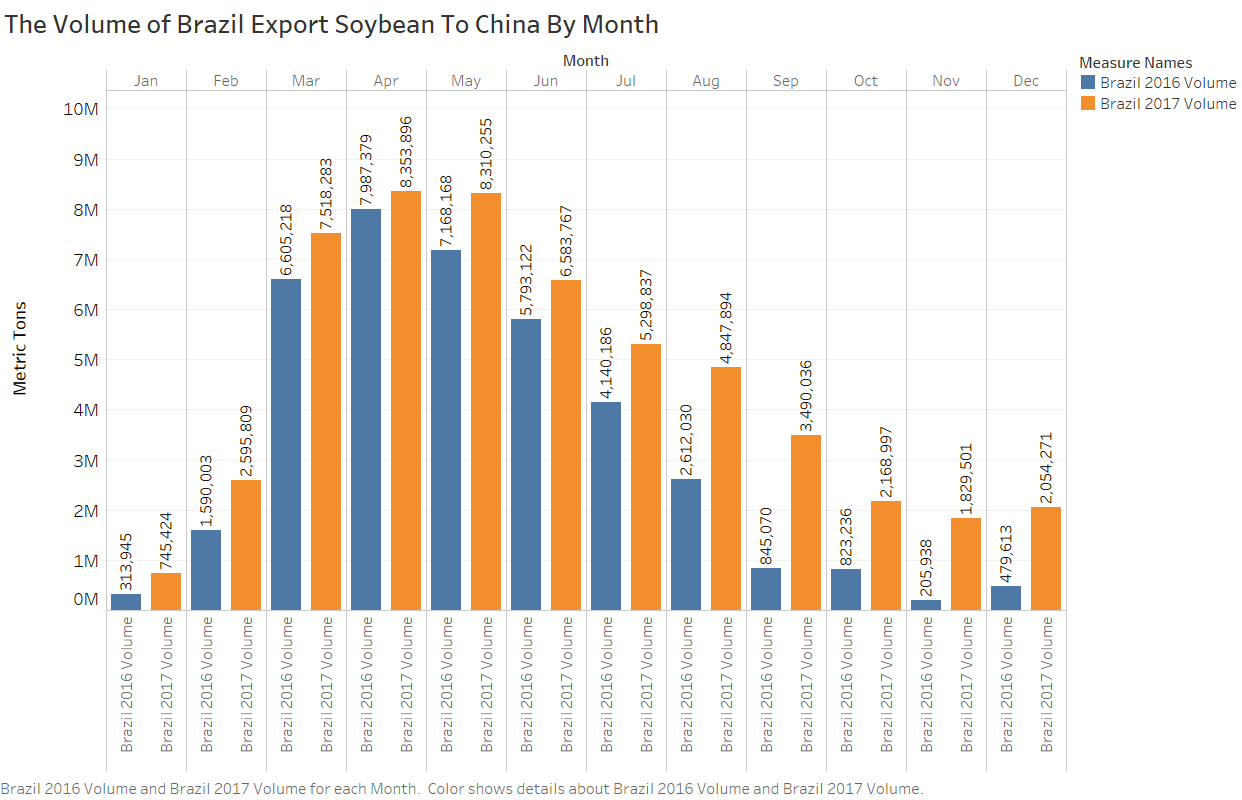 The Volume of Brazil Export Soybean To China By Month
Month
Measure Names
Jan Feb Mar Apr May Jun Jul Aug Sep Oct Nov Dec
Brazil 2016 Volume
Brazil 2017 Volume
Metric Tons
10M
9M
8M
7M
6M
5M
4M
3M
2M
1M
0M
313,945
745,424
1,590,003
2,595,809
6,605,218
7,518,283
7,987,379
8,353,896
7,168,168
8,310,255
5,793,122
6,583,767
4,140,186
5,298,837
2,612,030
4,847,894
845,070
3,490,036
823,236
2,168,997
205,938
1,829,501
479,613
2,054,271
Brazil 2016 Volume
Brazil 2017 Volume
Brazil 2016 Volume
Brazil 2017 Volume
Brazil 2016 Volume
Brazil 2017 Volume
Brazil 2016 Volume
Brazil 2017 Volume
Brazil 2016 Volume
Brazil 2017 Volume
Brazil 2016 Volume
Brazil 2017 Volume
Brazil 2016 Volume
Brazil 2017 Volume
Brazil 2016 Volume
Brazil 2017 Volume
Brazil 2016 Volume
Brazil 2017 Volume
Brazil 2016 Volume
Brazil 2017 Volume
Brazil 2016 Volume
Brazil 2017 Volume
Brazil 2016 Volume
Brazil 2017 Volume
Brazil 2016 Volume and Brazil 2017 Volume for each Month.  Color shows details about Brazil 2016 Volume and Brazil 2017 Volume.